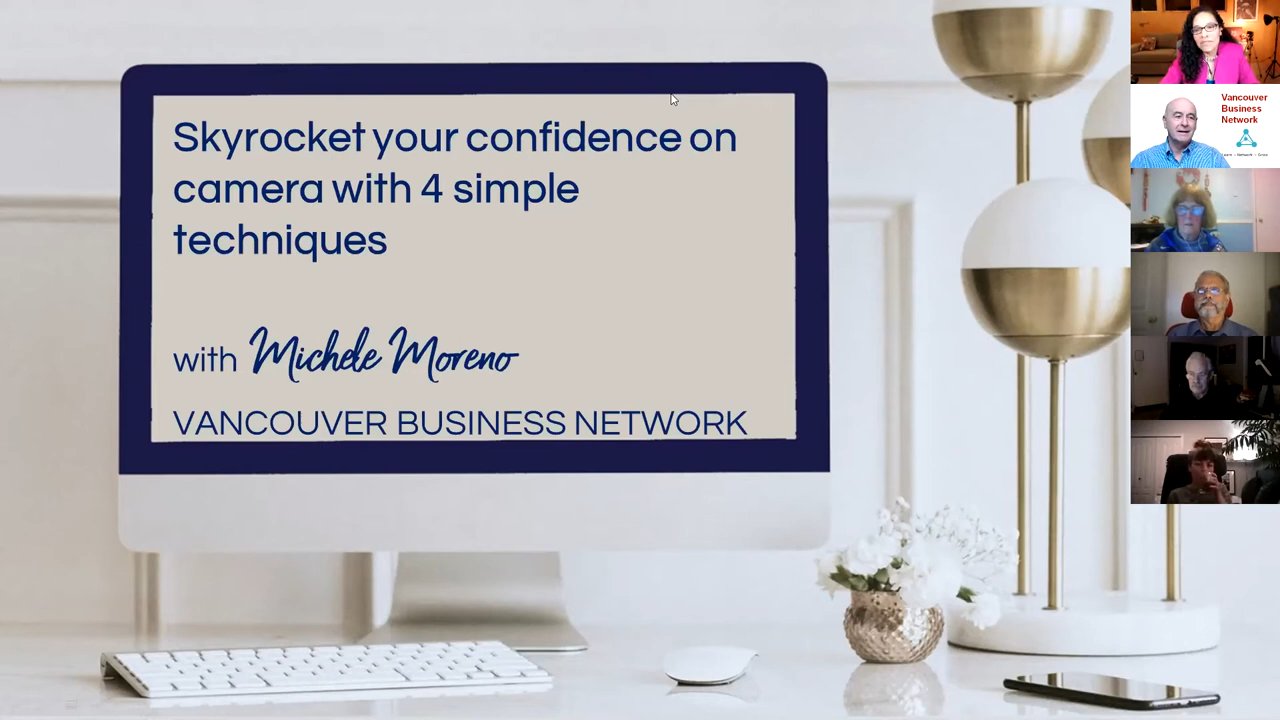 Skyrocket your confidence on
camera with 4 simple
techniques
with Michele Moreno
VANCOUVER BUSINESS NETWORK
Vancouver
Business
Network